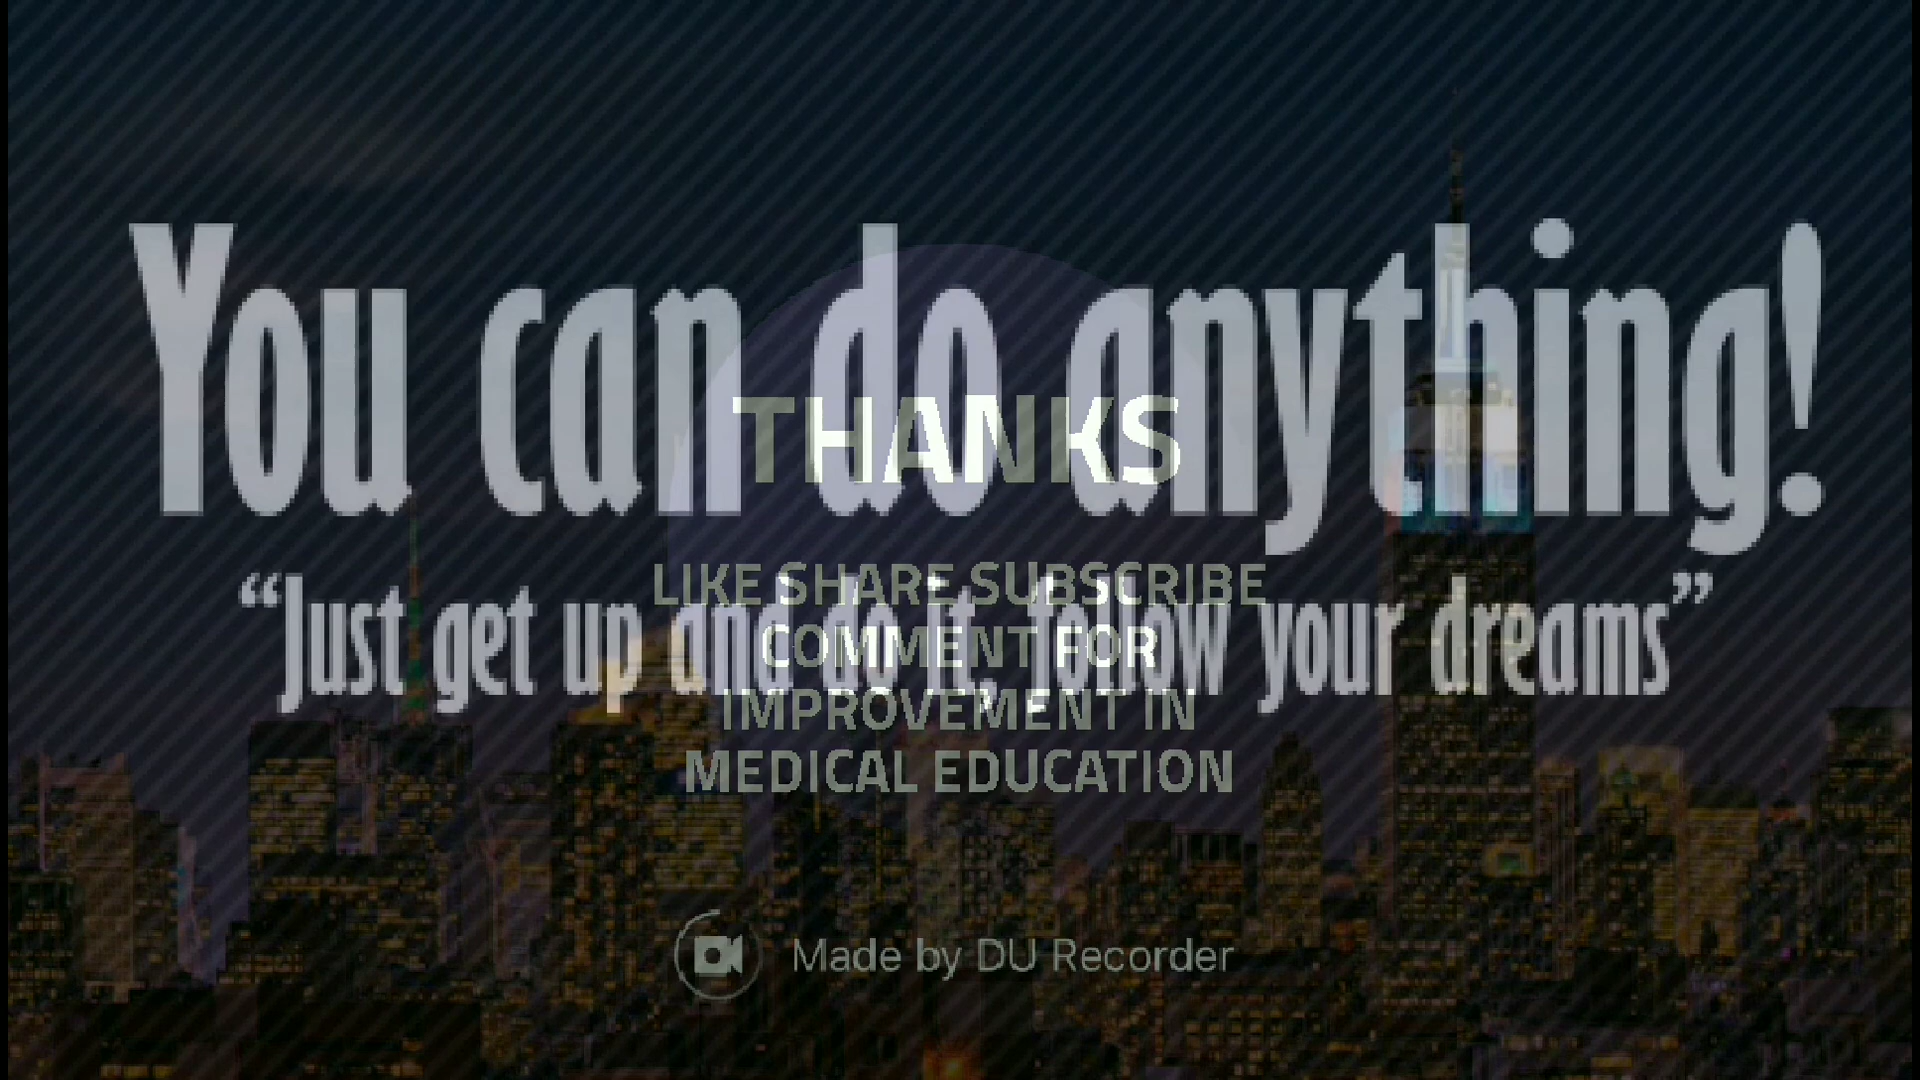 You can do anything!
THANKS
“Just get up and do it, follow your dreams”
LIKE SHARE SUBSCRIBE
COMMENT FOR
IMPROVEMENT IN
MEDICAL EDUCATION
Made by DU Recorder